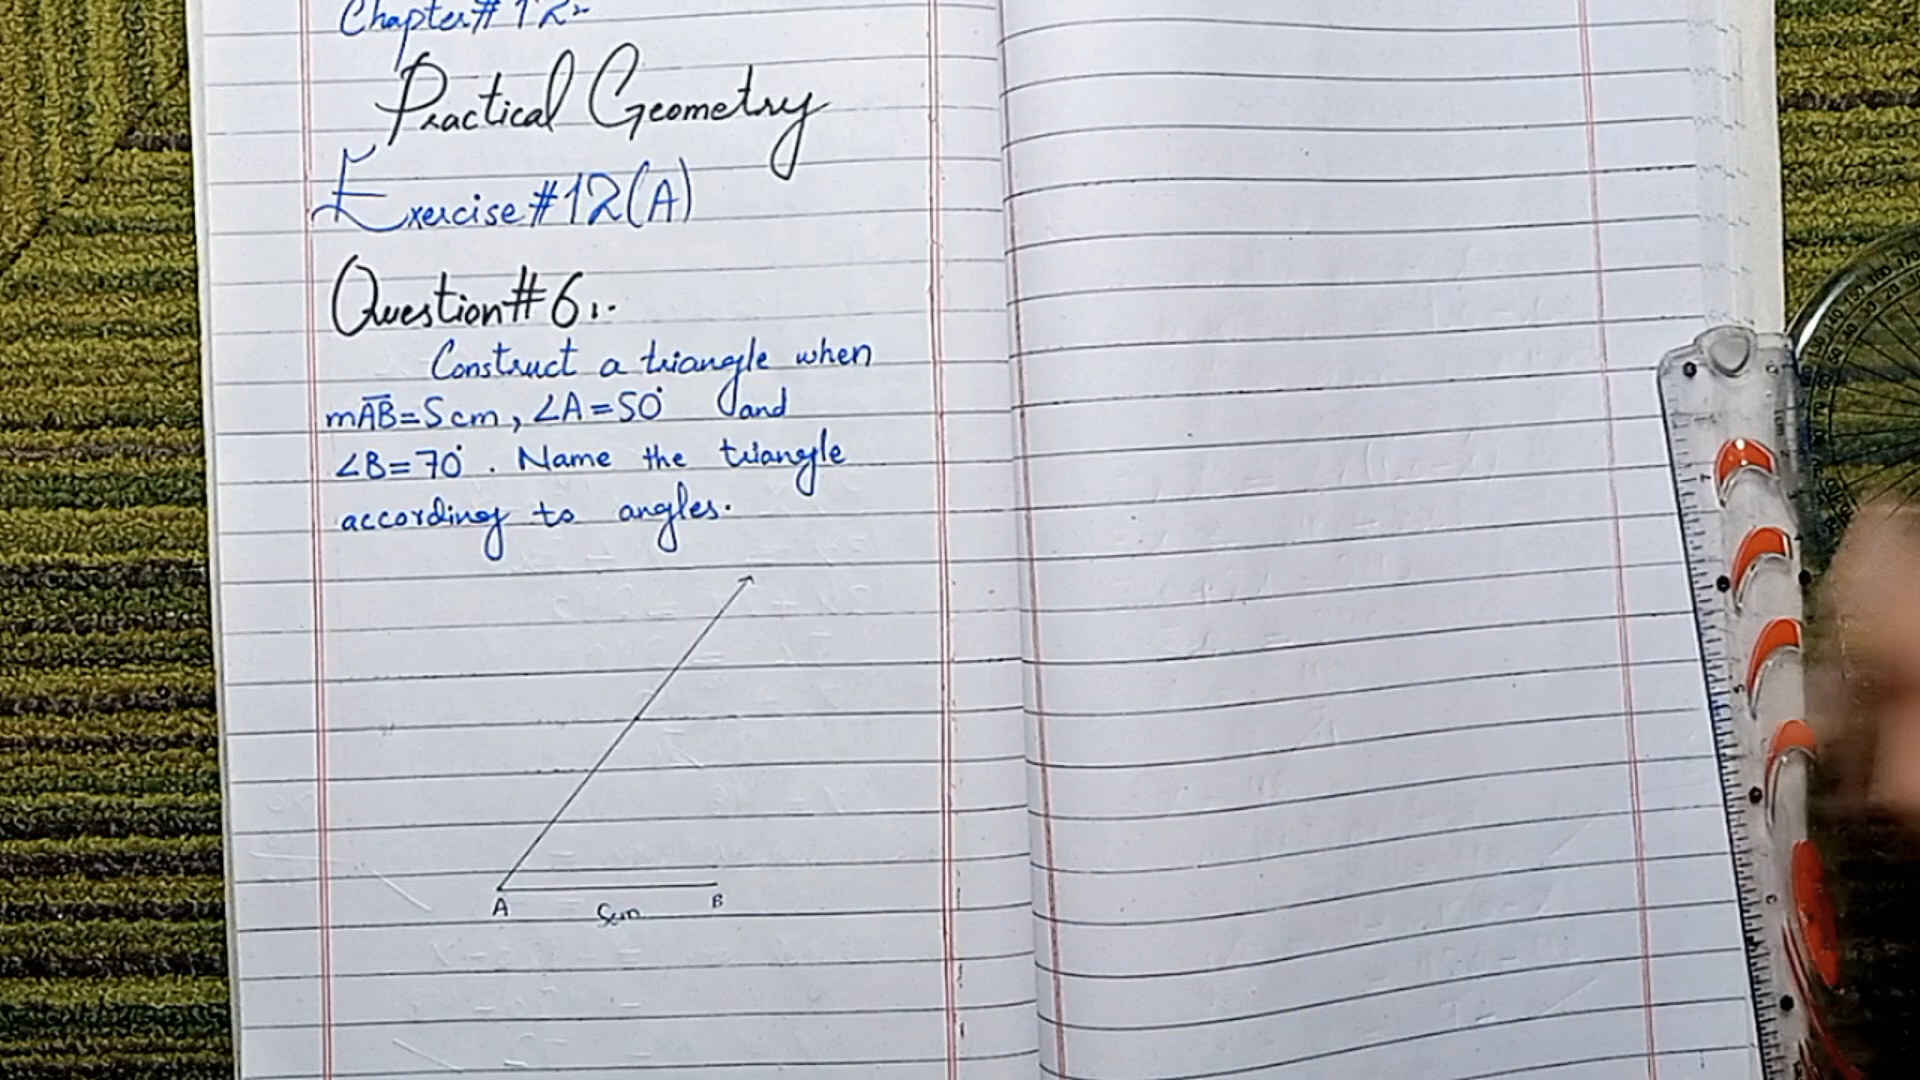 Chapter# 12:-
Practical Geometry
Exercise #12(A)
Question# 6:-
Construct a triangle when
mA̅B̅=5cm, ∠A=50° and
∠B=70°. Name the triangle
according to angles.
A 5cm B